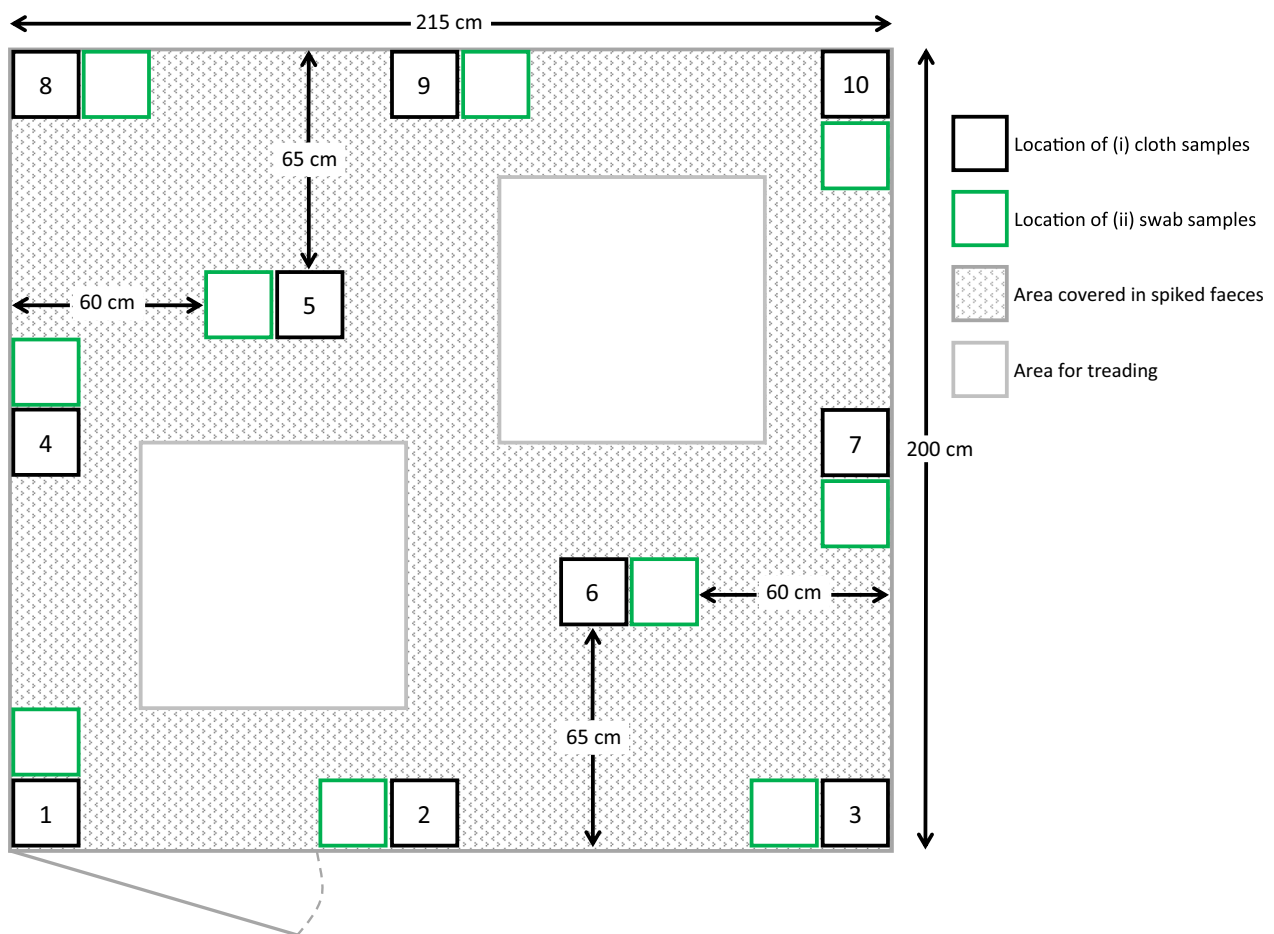 215 cm
8
9
10
65 cm
Location of (i) cloth samples
Location of (ii) swab samples
60 cm
5
Area covered in spiked faeces
Area for treading
4
7
200 cm
6
60 cm
65 cm
1
2
3